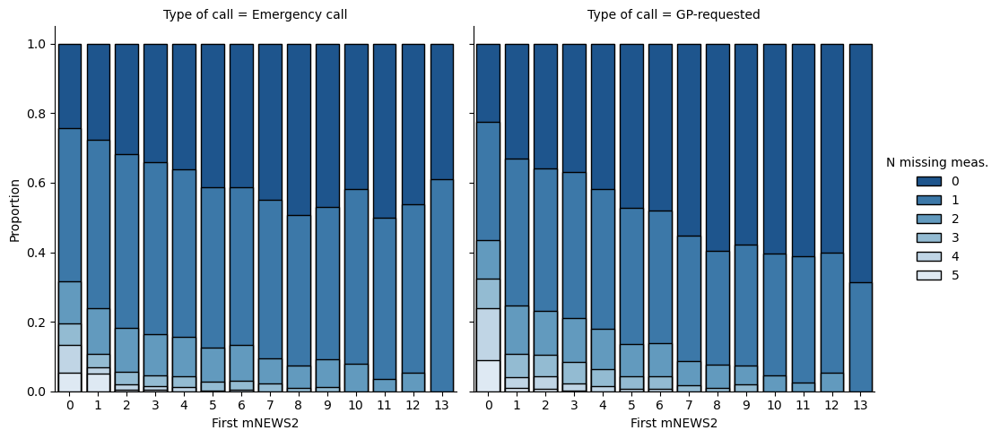 Type of call = Emergency call
Type of call = GP-requested
1.0
0.8
0.6
0.4
0.2
0.0
Proportion
0 1 2 3 4 5 6 7 8 9 10 11 12 13
0 1 2 3 4 5 6 7 8 9 10 11 12 13
First mNEWS2
First mNEWS2
N missing meas.
0
1
2
3
4
5